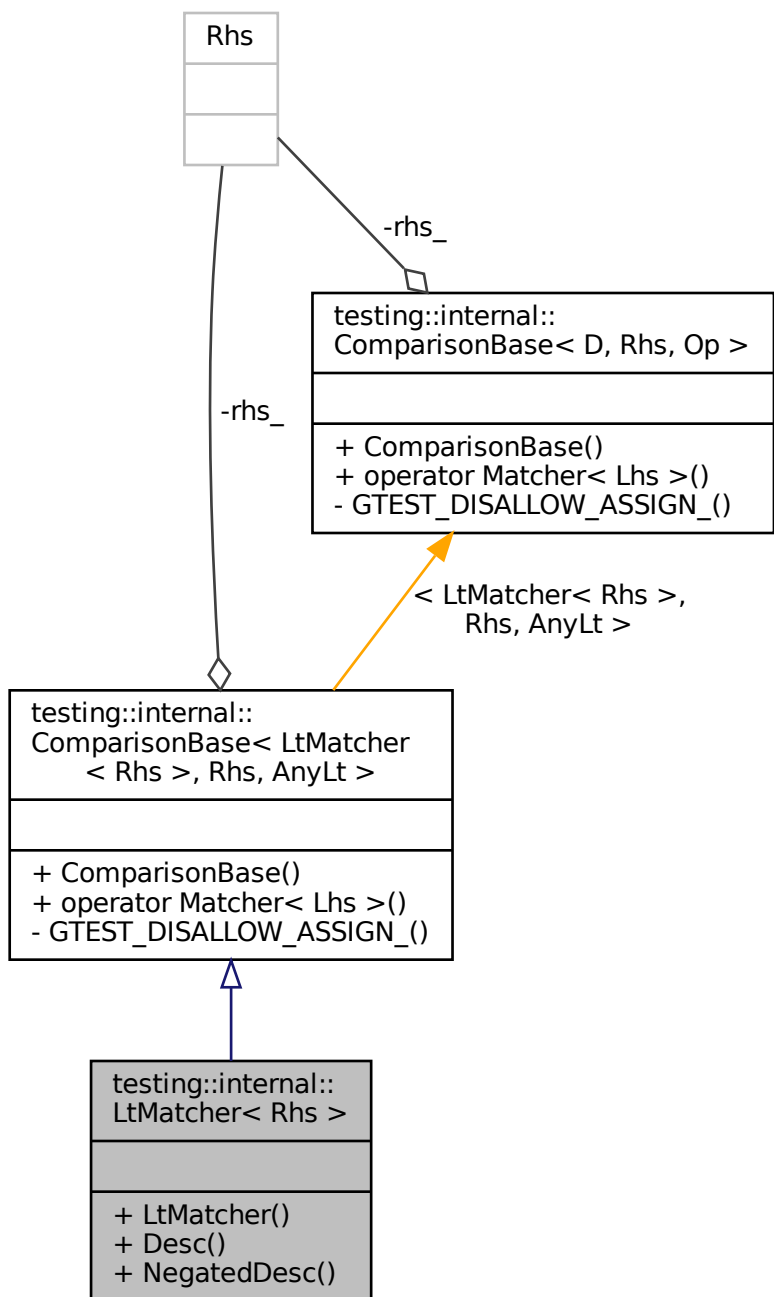 Rhs
-rhs_
testing::internal::
ComparisonBase< D, Rhs, Op >
+ ComparisonBase()
+ operator Matcher< Lhs >()
- GTEST_DISALLOW_ASSIGN_()
-rhs_
< LtMatcher< Rhs >,
Rhs, AnyLt >
testing::internal::
ComparisonBase< LtMatcher
< Rhs >, Rhs, AnyLt >
+ ComparisonBase()
+ operator Matcher< Lhs >()
- GTEST_DISALLOW_ASSIGN_()
testing::internal::
LtMatcher< Rhs >
+ LtMatcher()
+ Desc()
+ NegatedDesc()